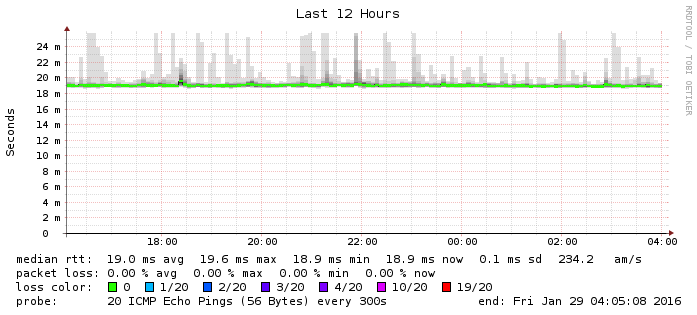 Last 12 Hours
RRDTOOL / TOBI OETIKER
Seconds
24 m
22 m
20 m
18 m
16 m
14 m
12 m
10 m
8 m
6 m
4 m
2 m
0
18:00 20:00 22:00 00:00 02:00 04:00
median rtt: 19.0 ms avg 19.6 ms max 18.9 ms min 18.9 ms now 0.1 ms sd 234.2 am/s
packet loss: 0.00 % avg 0.00 % max 0.00 % min 0.00 % now
loss color: 0 1/20 2/20 3/20 4/20 10/20 19/20
probe: 20 ICMP Echo Pings (56 Bytes) every 300s end: Fri Jan 29 04:05:08 2016